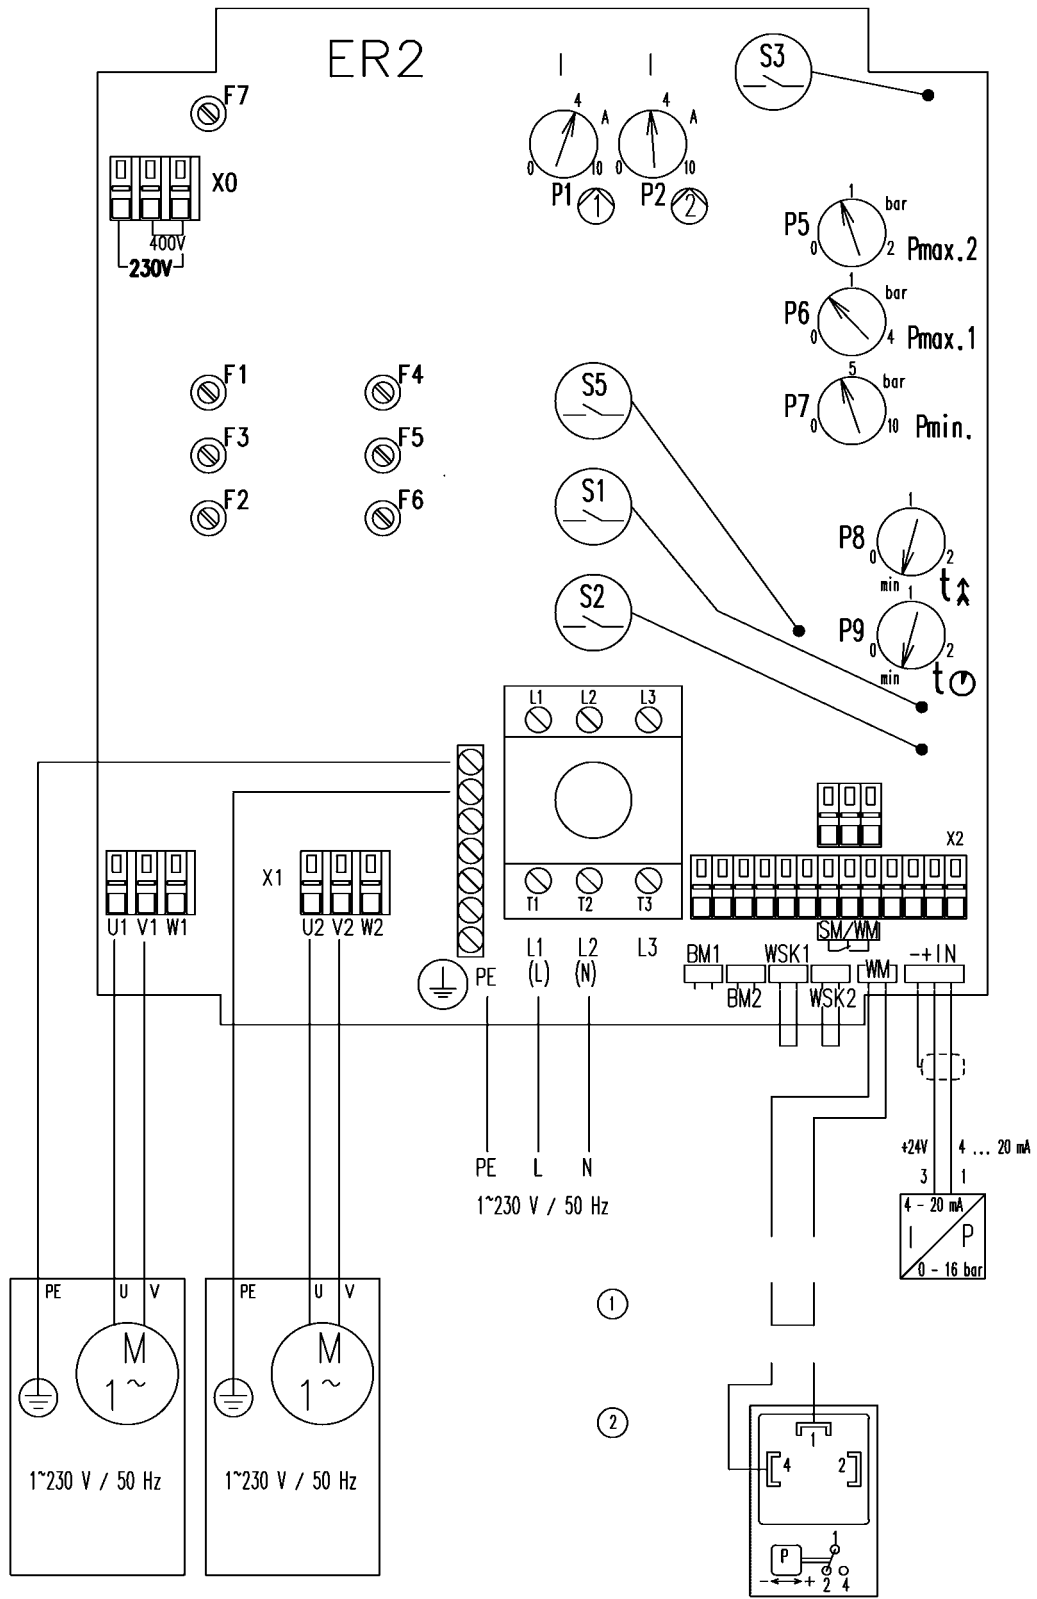 ER2
S3
F7
4
4
A
A
0
10
0
10
P1
1
P2
2
X0
400V
230V
1
bar
P5
0
2
Pmax.2
1
bar
P6
0
4
Pmax.1
5
bar
P7
0
10
Pmin.
F1
F4
S5
F3
F5
S1
F2
F6
1
P8
0
2
min
t
S2
1
P9
0
2
min
t
L1 L2 L3
X2
X1
T1 T2 T3
U1 V1 W1
U2 V2 W2
SM/WM
L1 L2 L3
(L) (N)
PE
BM1
WSK1
WM
-+IN
BM2
WSK2
+24V
4 ... 20 mA
3
1
PE L N
1~230 V / 50 Hz
4 - 20 mA
I
P
0 - 16 bar
PE U V
PE U V
1
M
1~
M
1~
2
1
4
2
1~230 V / 50 Hz
1~230 V / 50 Hz
1
P
- +
2 4